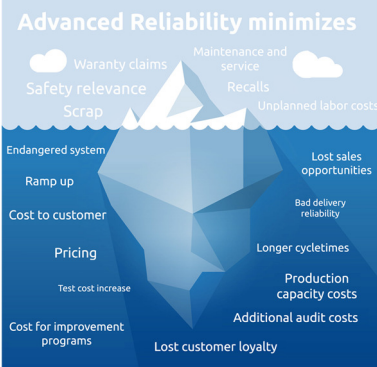 Advanced Reliability minimizes
Maintenance and
service
Waranty claims
Safety relevance
Recalls
Scrap
Unplanned labor costs
Endangered system
Lost sales
opportunities
Ramp up
Bad delivery
reliability
Cost to customer
Pricing
Longer cycletimes
Test cost increase
Production
capacity costs
Additional audit costs
Cost for improvement
programs
Lost customer loyalty